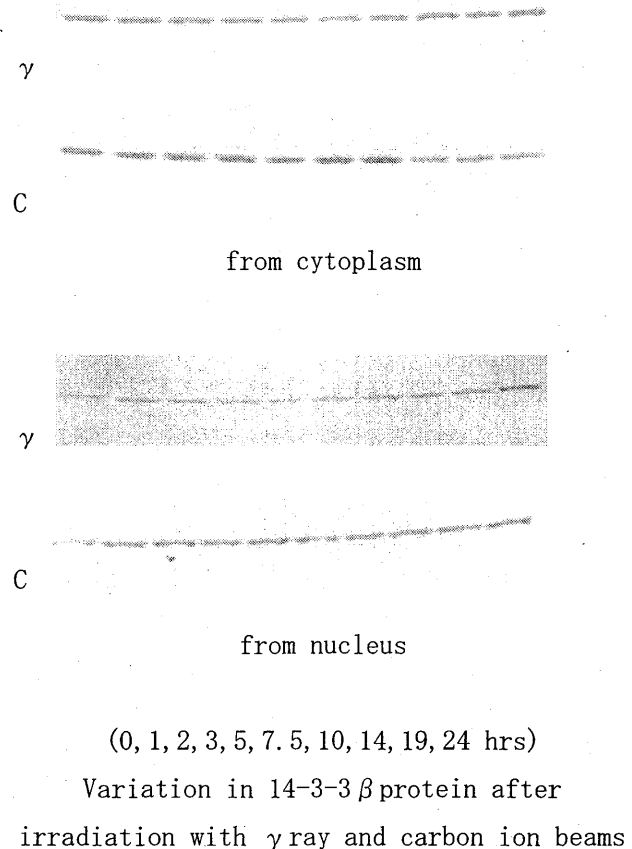 γ
C
from cytoplasm
γ
C
from nucleus
(0, 1, 2, 3, 5, 7.5, 10, 14, 19, 24 hrs)
Variation in 14-3-3 β protein after
irradiation with γ ray and carbon ion beams